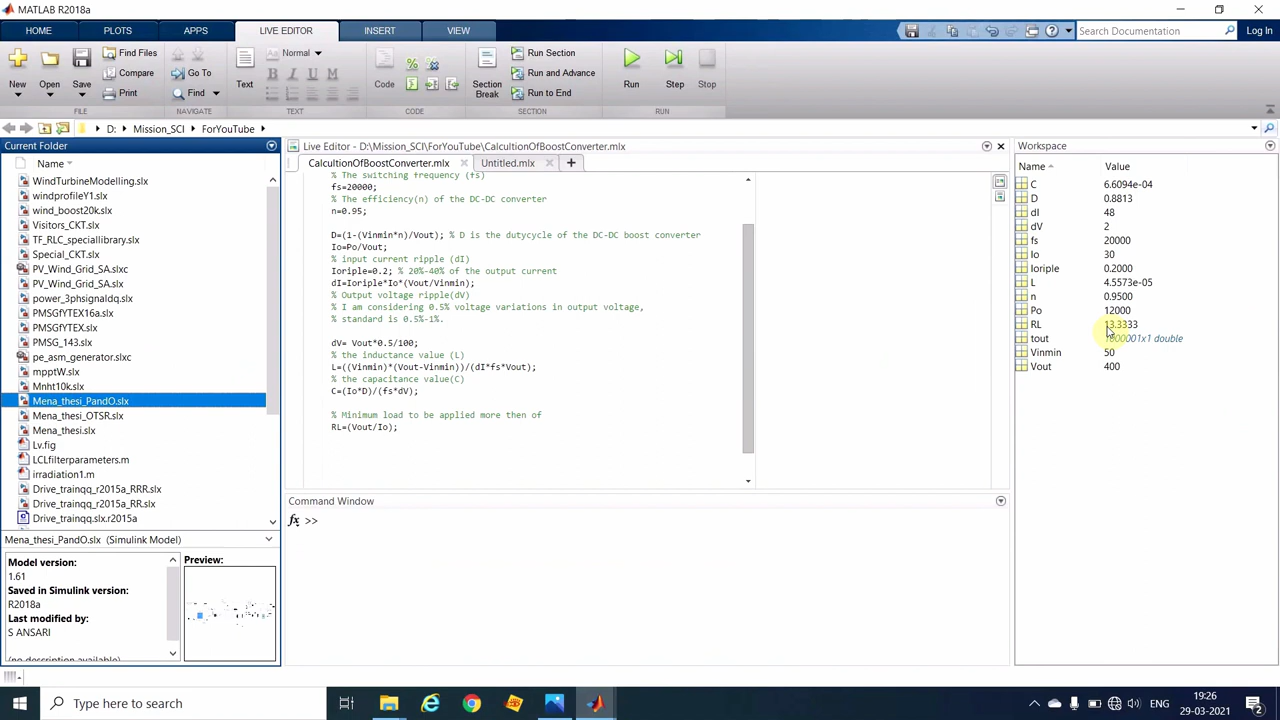 MATLAB R2018a
HOME PLOTS APPS LIVE EDITOR INSERT VIEW
Search Documentation Log In
New Open Save Find Files Compare Print
FILE
Go To Find
NAVIGATE
Text Normal
B I U M
TEXT
Code
CODE
Section Break Run Section Run and Advance Run to End
SECTION
Run Step Stop
RUN
D: Mission_SCI ForYouTube
Current Folder
Name
WindTurbineModelling.slx
windprofileY1.slx
wind_boost20k.slx
Visitors_CKT.slx
TF_RLC_speciallibrary.slx
Special_CKT.slx
PV_Wind_Grid_SA.slxc
PV_Wind_Grid_SA.slx
power_3phsignaldq.slx
PMSGfYTEX16a.slx
PMSGfYTEX.slx
PMSG_143.slx
pe_asm_generator.slxc
mpptW.slx
Mnht10k.slx
Mena_thesi_PandO.slx
Mena_thesi_OTSR.slx
Mena_thesi.slx
Lv.fig
LCLfilterparameters.m
irradiation1.m
Drive_trainqq_r2015a_RRR.slx
Drive_trainqq_r2015a_RR.slx
Drive_trainqq.slx.r2015a
Mena_thesi_PandO.slx (Simulink Model)
Model version:
1.61
Saved in Simulink version:
R2018a
Last modified by:
S ANSARI
(no description available)
Preview:
Live Editor - D:\Mission_SCI\ForYouTube\CalcultionOfBoostConverter.mlx
CalcultionOfBoostConverter.mlx Untitled.mlx
% The switching frequency (fs)
fs=20000;
% The efficiency(n) of the DC-DC converter
n=0.95;
D=(1-(Vinmin*n)/Vout); % D is the dutycycle of the DC-DC boost converter
Io=Po/Vout;
% input current ripple (dI)
Ioriple=0.2; % 20%-40% of the output current
dI=Ioriple*Io*(Vout/Vinmin);
% Output voltage ripple(dV)
% I am considering 0.5% voltage variations in output voltage,
% standard is 0.5%-1%.
dV= Vout*0.5/100;
% the inductance value (L)
L=((Vinmin)*(Vout-Vinmin))/(dI*fs*Vout);
% the capacitance value(C)
C=(Io*D)/(fs*dV);
% Minimum load to be applied more then of
RL=(Vout/Io);
Command Window
fx >>
Workspace
Name Value
C 6.6094e-04
D 0.8813
dI 48
dV 2
fs 20000
Io 30
Ioriple 0.2000
L 4.5573e-05
n 0.9500
Po 12000
RL 13.3333
tout 1000001x1 double
Vinmin 50
Vout 400
Type here to search
ENG
19:26
29-03-2021
2